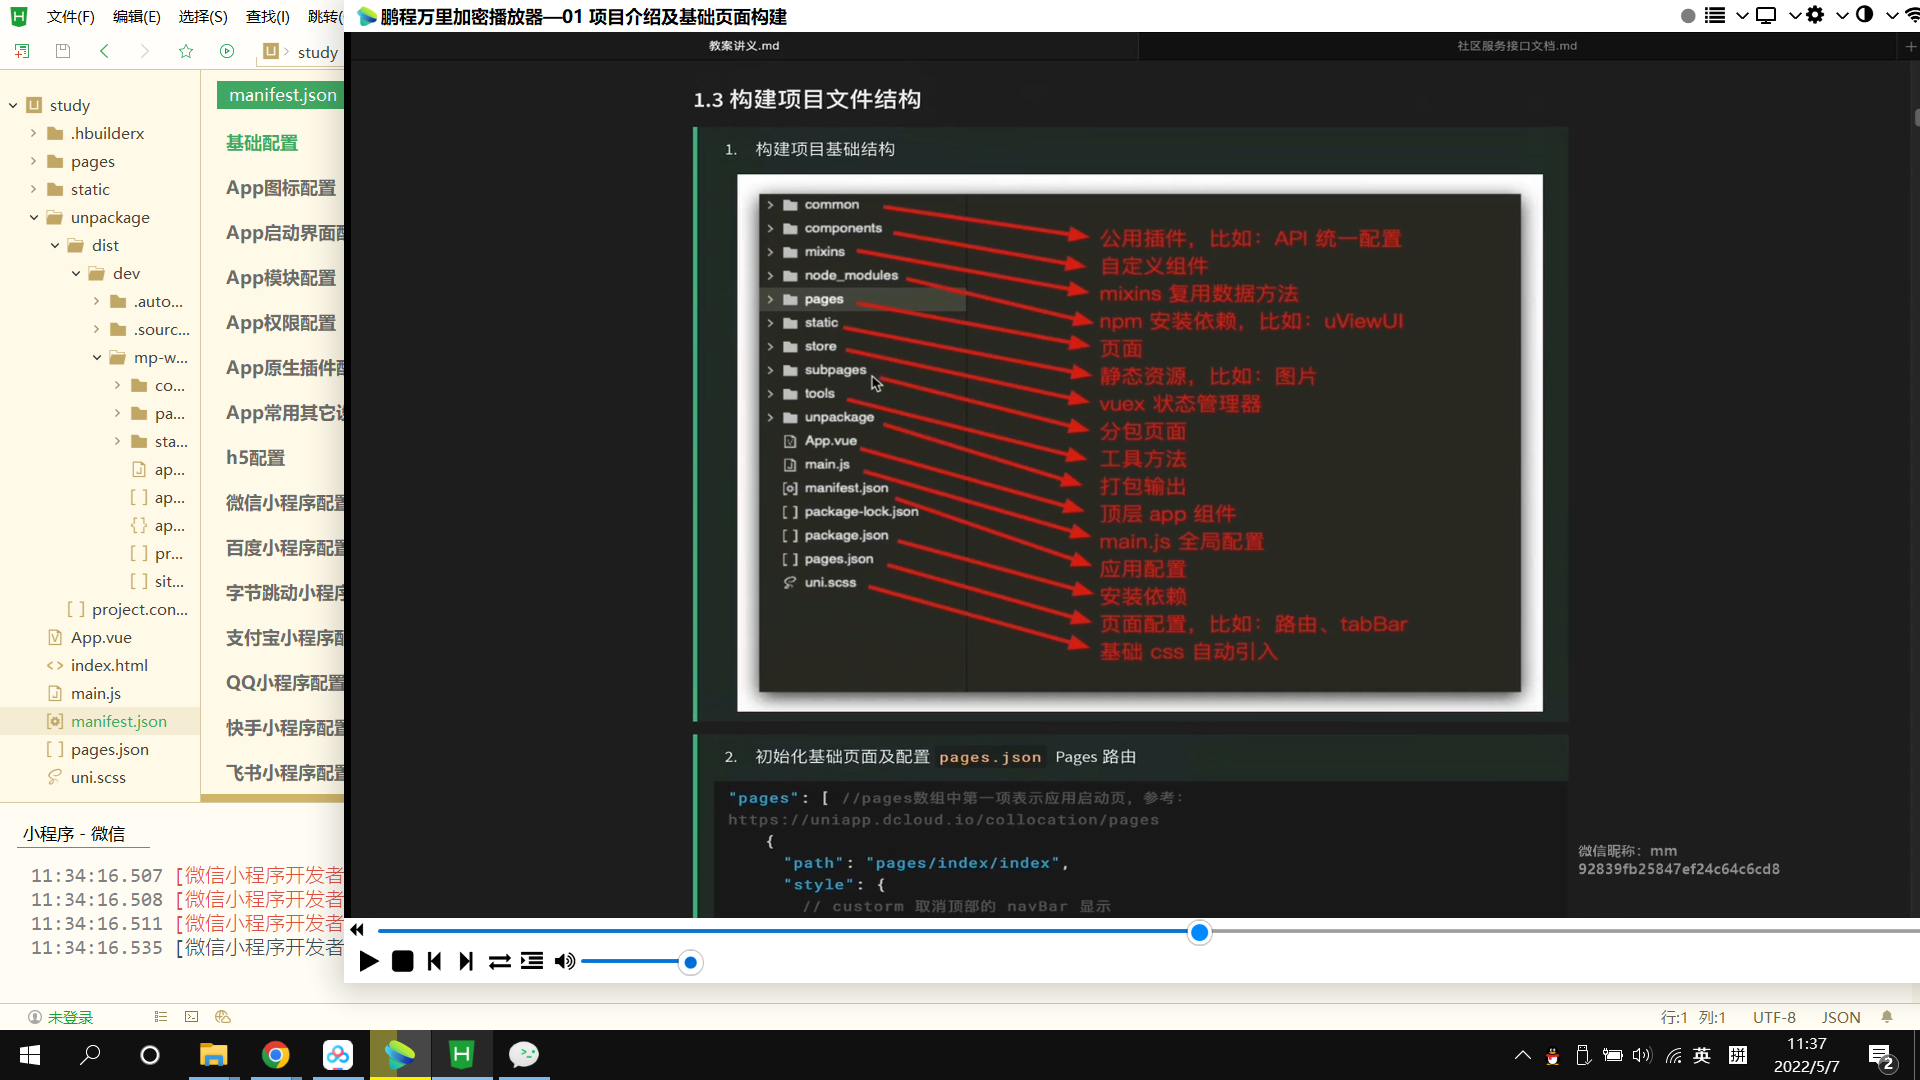 文件(F) 编辑(E) 选择(S) 查找(I) 跳转(
鹏程万里加密播放器—01 项目介绍及基础页面构建
study
教案讲义.md
社区服务接口文档.md
study
.hbuilderx
pages
static
unpackage
dist
dev
.auto...
.sourc...
mp-w...
co...
pa...
sta...
ap...
ap...
ap...
pr...
sit...
project.con...
App.vue
index.html
main.js
manifest.json
pages.json
uni.scss
manifest.json
基础配置
App图标配置
App启动界面配
App模块配置
App权限配置
App原生插件配
App常用其它设
h5配置
微信小程序配置
百度小程序配置
字节跳动小程序
支付宝小程序配
QQ小程序配置
快手小程序配置
飞书小程序配置
1.3 构建项目文件结构
1. 构建项目基础结构
common
components
mixins
node_modules
pages
static
store
subpages
tools
unpackage
App.vue
main.js
manifest.json
package-lock.json
package.json
pages.json
uni.scss
公用插件，比如：API 统一配置
自定义组件
mixins 复用数据方法
npm 安装依赖，比如：uViewUI
页面
静态资源，比如：图片
vuex 状态管理器
分包页面
工具方法
打包输出
顶层 app 组件
main.js 全局配置
应用配置
安装依赖
页面配置，比如：路由、tabBar
基础 css 自动引入
2. 初始化基础页面及配置 pages.json Pages 路由
"pages": [ //pages数组中第一项表示应用启动页，参考：
https://uniapp.dcloud.io/collocation/pages
{
"path": "pages/index/index",
"style": {
// custorm 取消顶部的 navBar 显示
微信昵称：mm
92839fb25847ef24c64c6cd8
小程序 - 微信
11:34:16.507 [微信小程序开发者
11:34:16.508 [微信小程序开发者
11:34:16.511 [微信小程序开发者
11:34:16.535 [微信小程序开发者
未登录
行:1 列:1 UTF-8 JSON
英 拼
11:37
2022/5/7
2